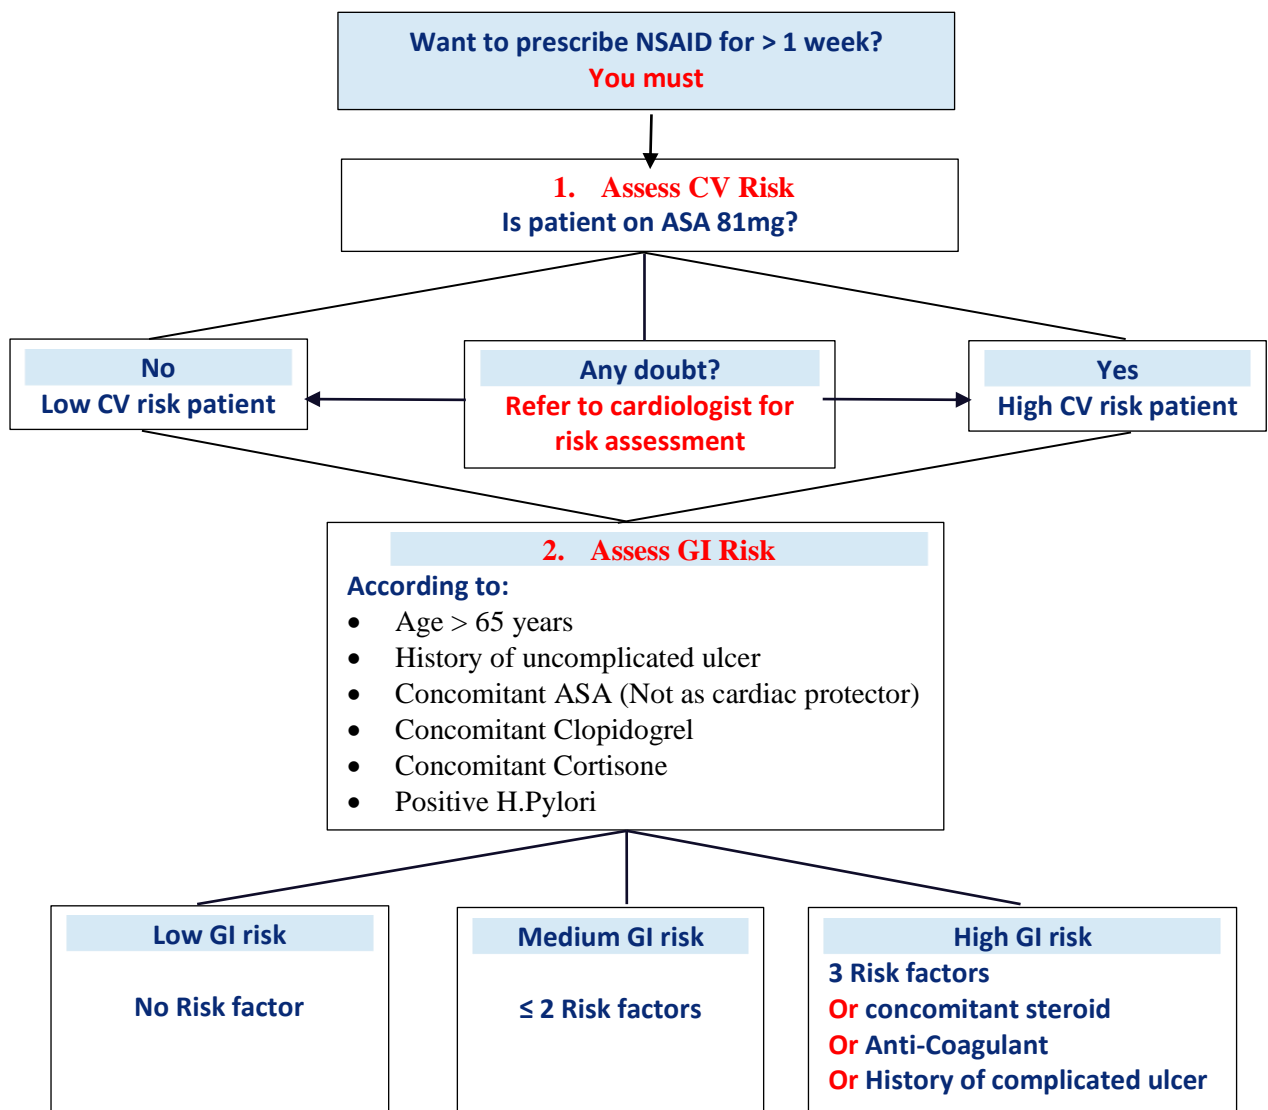 Want to prescribe NSAID for > 1 week?
You must
1. Assess CV Risk
Is patient on ASA 81mg?
No
Low CV risk patient
Any doubt?
Refer to cardiologist for
risk assessment
Yes
High CV risk patient
2. Assess GI Risk
According to:
• Age > 65 years
• History of uncomplicated ulcer
• Concomitant ASA (Not as cardiac protector)
• Concomitant Clopidogrel
• Concomitant Cortisone
• Positive H.Pylori
Low GI risk
No Risk factor
Medium GI risk
≤ 2 Risk factors
High GI risk
3 Risk factors
Or concomitant steroid
Or Anti-Coagulant
Or History of complicated ulcer